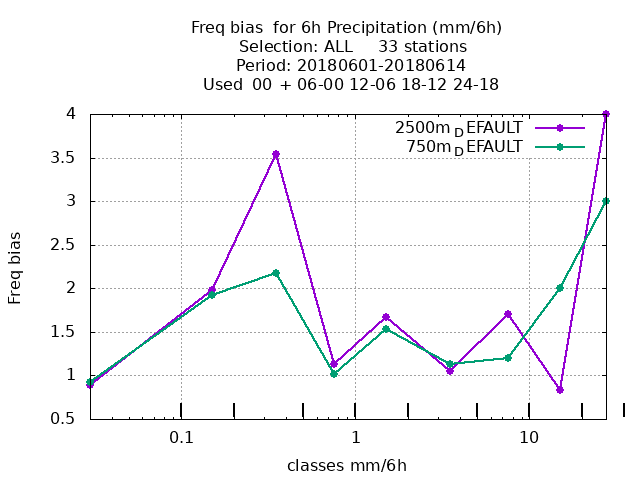 Freq bias  for 6h Precipitation (mm/6h)
Selection: ALL     33 stations
Period: 20180601-20180614
Used  00  + 06-00 12-06 18-12 24-18
2500mDEFAULT
750mDEFAULT
4
3.5
3
2.5
2
1.5
1
0.5
Freq bias
0.1 1 10
classes mm/6h